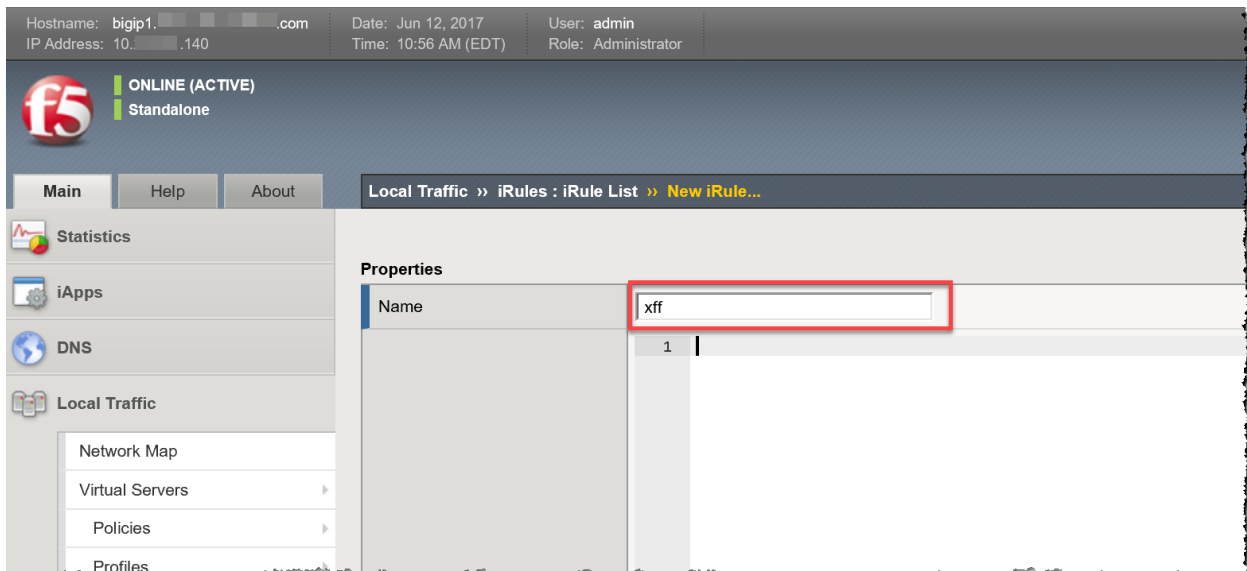 Hostname: bigip1. .com Date: Jun 12, 2017 User: admin
IP Address: 10. .140 Time: 10:56 AM (EDT) Role: Administrator
f5
ONLINE (ACTIVE)
Standalone
Main Help About
Local Traffic ›› iRules : iRule List ›› New iRule...
Statistics
Properties
iApps
Name xff
1
DNS
Local Traffic
Network Map
Virtual Servers
Policies
Profiles